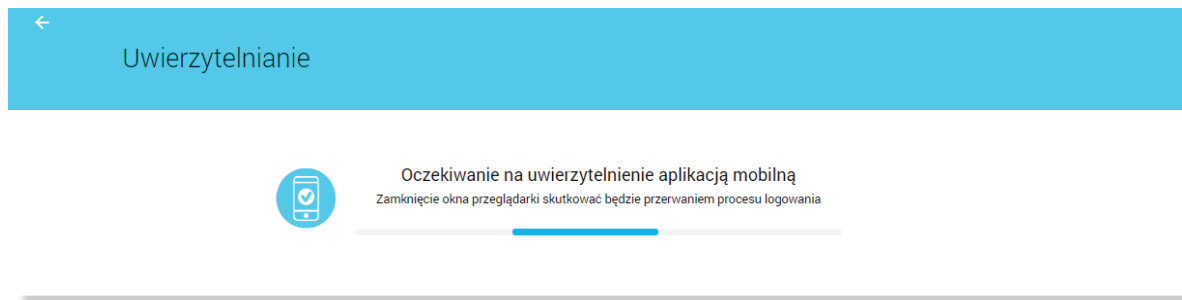 Uwierzytelnianie
Oczekiwanie na uwierzytelnienie aplikacją mobilną
Zamknięcie okna przeglądarki skutkować będzie przerwaniem procesu logowania